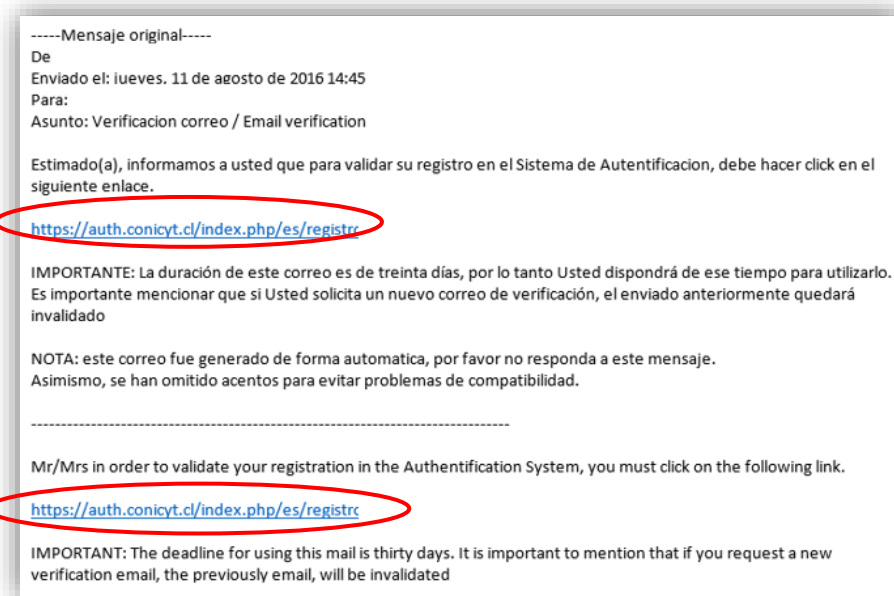 -----Mensaje original-----
De
Enviado el: jueves, 11 de agosto de 2016 14:45
Para:
Asunto: Verificacion correo / Email verification
Estimado(a), informamos a usted que para validar su registro en el Sistema de Autentificacion, debe hacer click en el
siguiente enlace.
https://auth.conicyt.cl/index.php/es/registro
IMPORTANTE: La duración de este correo es de treinta días, por lo tanto Usted dispondrá de ese tiempo para utilizarlo.
Es importante mencionar que si Usted solicita un nuevo correo de verificación, el enviado anteriormente quedará
invalidado
NOTA: este correo fue generado de forma automatica, por favor no responda a este mensaje.
Asimismo, se han omitido acentos para evitar problemas de compatibilidad.
--------------------------------------------------------------------------------
Mr/Mrs in order to validate your registration in the Authentification System, you must click on the following link.
https://auth.conicyt.cl/index.php/es/registro
IMPORTANT: The deadline for using this mail is thirty days. It is important to mention that if you request a new
verification email, the previously email, will be invalidated